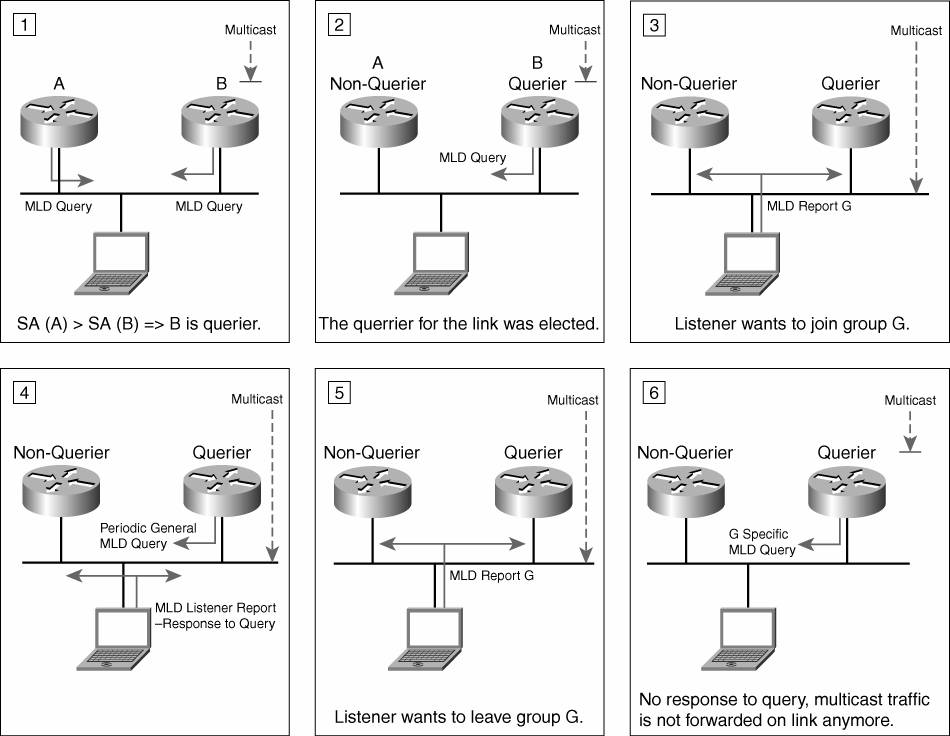 1
Multicast
A
B
MLD Query
MLD Query
SA (A) > SA (B) => B is querier.
2
Multicast
A
Non-Querier
B
Querier
MLD Query
The querrier for the link was elected.
3
Multicast
Non-Querier
Querier
MLD Report G
Listener wants to join group G.
4
Multicast
Non-Querier
Querier
Periodic General
MLD Query
MLD Listener Report
–Response to Query
5
Multicast
Non-Querier
Querier
MLD Report G
Listener wants to leave group G.
6
Multicast
Non-Querier
Querier
G Specific
MLD Query
No response to query, multicast traffic
is not forwarded on link anymore.